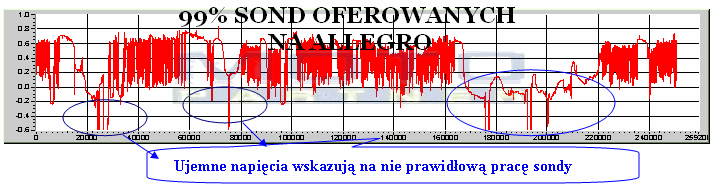 99% SOND OFEROWANYCH
NA ALLEGRO
1.0
0.8
0.6
0.4
0.2
0.0
-0.2
-0.4
-0.6
0 20000 40000 60000 80000 100000 120000 140000 160000 180000 200000 220000 240000
Ujemne napięcia wskazują na nie prawidłową pracę sondy